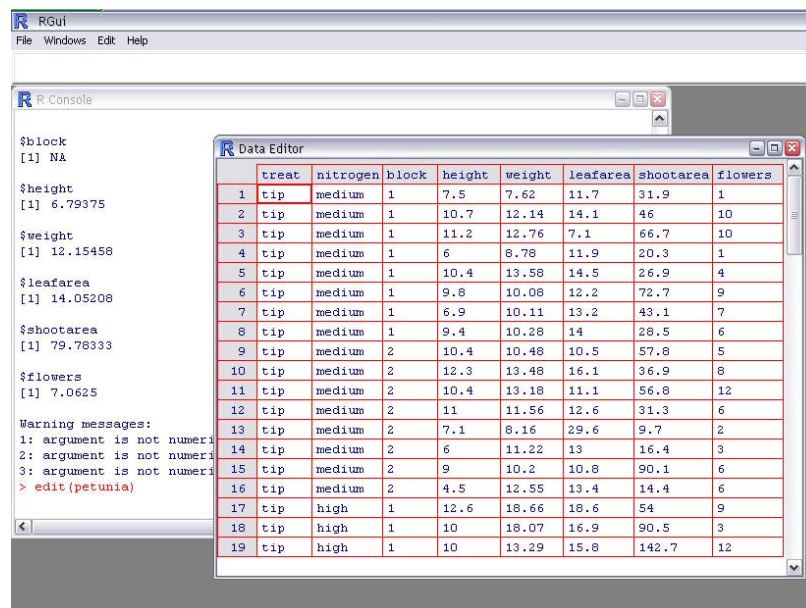 RGui
File Windows Edit Help
R Console
$block
[1] NA
$height
[1] 6.79375
$weight
[1] 12.15458
$leafarea
[1] 14.05208
$shootarea
[1] 79.78333
$flowers
[1] 7.0625
Warning messages:
1: argument is not numeri
2: argument is not numeri
3: argument is not numeri
> edit(petunia)
Data Editor
treat nitrogen block height weight leafarea shootarea flowers
1 tip medium 1 7.5 7.62 11.7 31.9 1
2 tip medium 1 10.7 12.14 14.1 46 10
3 tip medium 1 11.2 12.76 7.1 66.7 10
4 tip medium 1 6 8.78 11.9 20.3 1
5 tip medium 1 10.4 13.58 14.5 26.9 4
6 tip medium 1 9.8 10.08 12.2 72.7 9
7 tip medium 1 6.9 10.11 13.2 43.1 7
8 tip medium 1 9.4 10.28 14 28.5 6
9 tip medium 2 10.4 10.48 10.5 57.8 5
10 tip medium 2 12.3 13.48 16.1 36.9 8
11 tip medium 2 10.4 13.18 11.1 56.8 12
12 tip medium 2 11 11.56 12.6 31.3 6
13 tip medium 2 7.1 8.16 29.6 9.7 2
14 tip medium 2 6 11.22 13 16.4 3
15 tip medium 2 9 10.2 10.8 90.1 6
16 tip medium 2 4.5 12.55 13.4 14.4 6
17 tip high 1 12.6 18.66 18.6 54 9
18 tip high 1 10 18.07 16.9 90.5 3
19 tip high 1 10 13.29 15.8 142.7 12